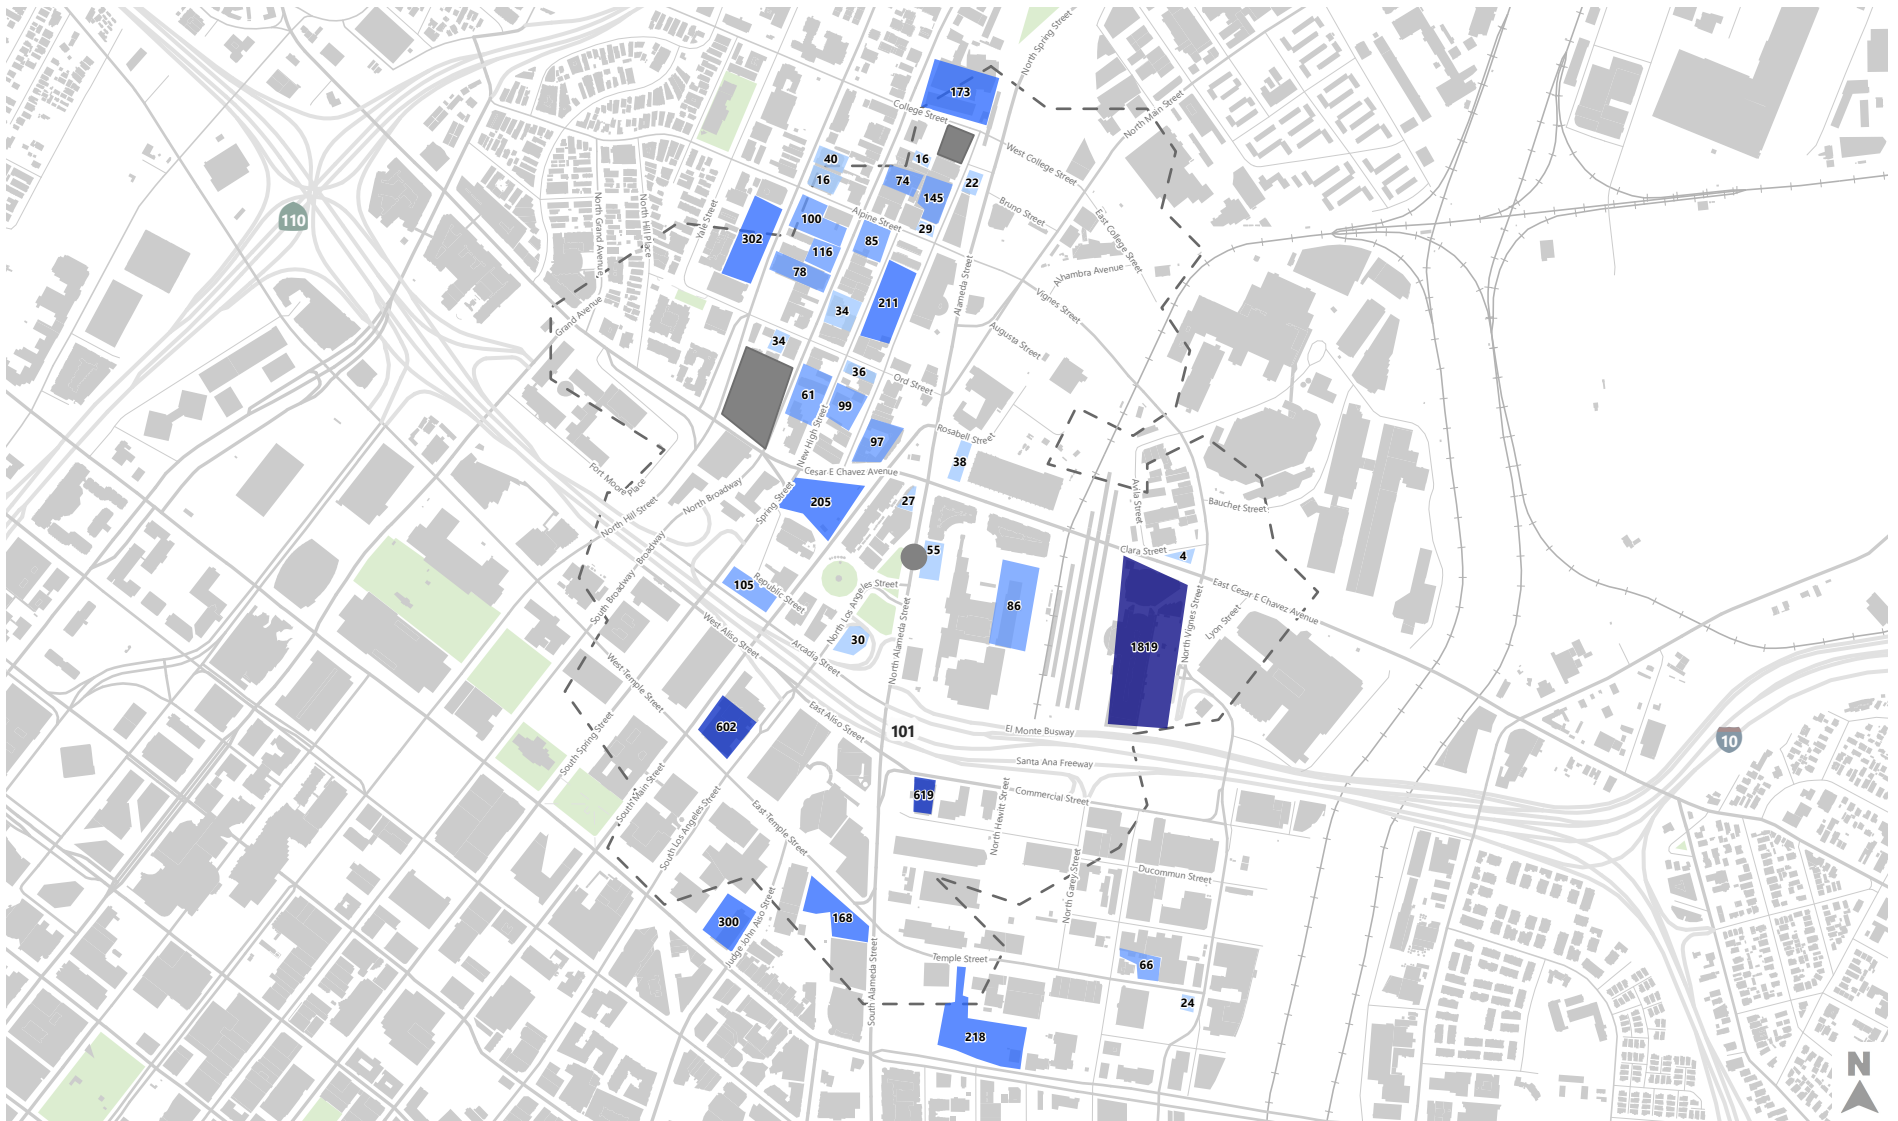 North Spring Street
173
College Street
North Main Street
West College Street
40
16
16
74
22
145
110
North Grand Avenue
North Hill Place
Yale Street
302
100
Alpine Street
29
Bruno Street
East College Street
85
116
78
Alhambra Avenue
Alameda Street
Vignes Street
211
34
Grand Avenue
Augusta Street
34
36
Ord Street
61
99
New High Street
97
Rosabell Street
38
Cesar E Chavez Avenue
Fort Moore
Place
North Hill Street
North Broadway
Spring Street
205
27
Avila Street
Bauchet Street
Clara Street
4
55
South Broadway
Broadway
105
Republic Street
North Los Angeles Street
86
East Cesar E Chavez Avenue
Lyon Street
North Vignes Street
30
1819
West Aliso Street
Arcadia Street
North Alameda Street
West Temple Street
602
East Aliso Street
101
El Monte Busway
Santa Ana Freeway
10
South Spring Street
South Main Street
South Los Angeles Street
619
Commercial Street
North Hewitt Street
East Temple Street
Ducommun Street
North Garey Street
300
Judge John Aiso Street
168
South Alameda Street
Temple Street
66
24
218
N